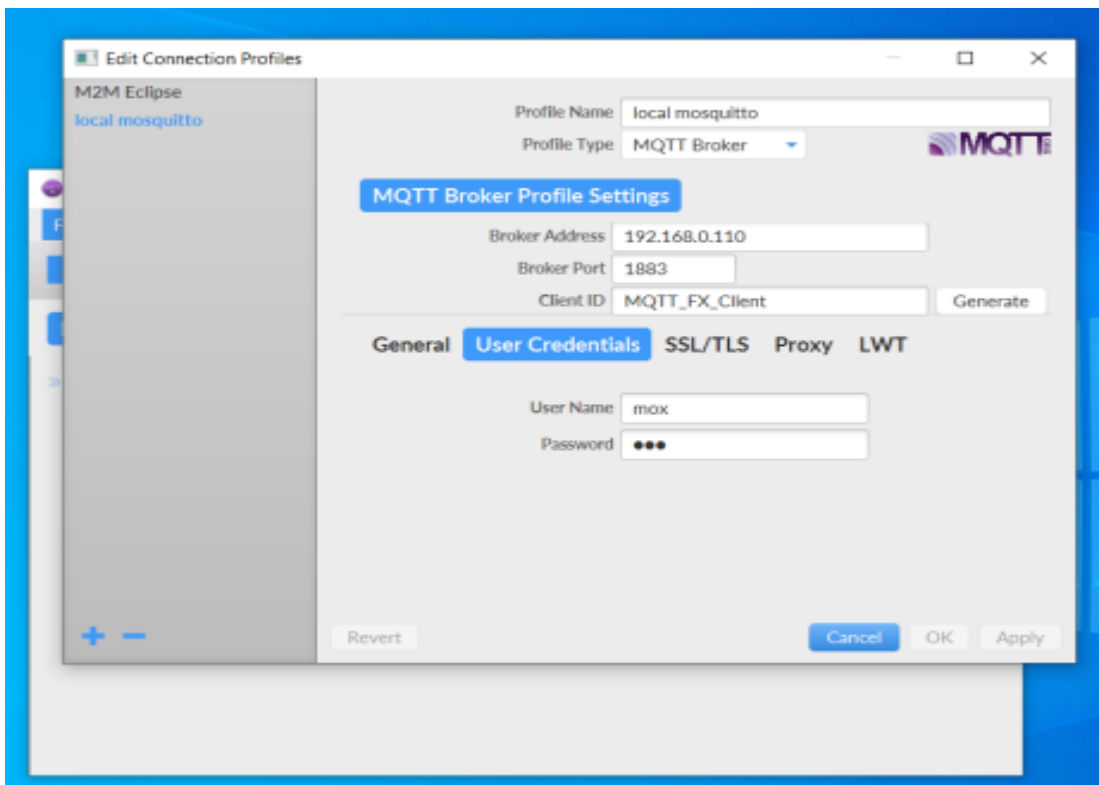 Edit Connection Profiles
M2M Eclipse
local mosquitto
Profile Name local mosquitto
Profile Type MQTT Broker
MQTT
MQTT Broker Profile Settings
Broker Address 192.168.0.110
Broker Port 1883
Client ID MQTT_FX_Client Generate
General User Credentials SSL/TLS Proxy LWT
User Name mox
Password •••
Revert Cancel OK Apply
F